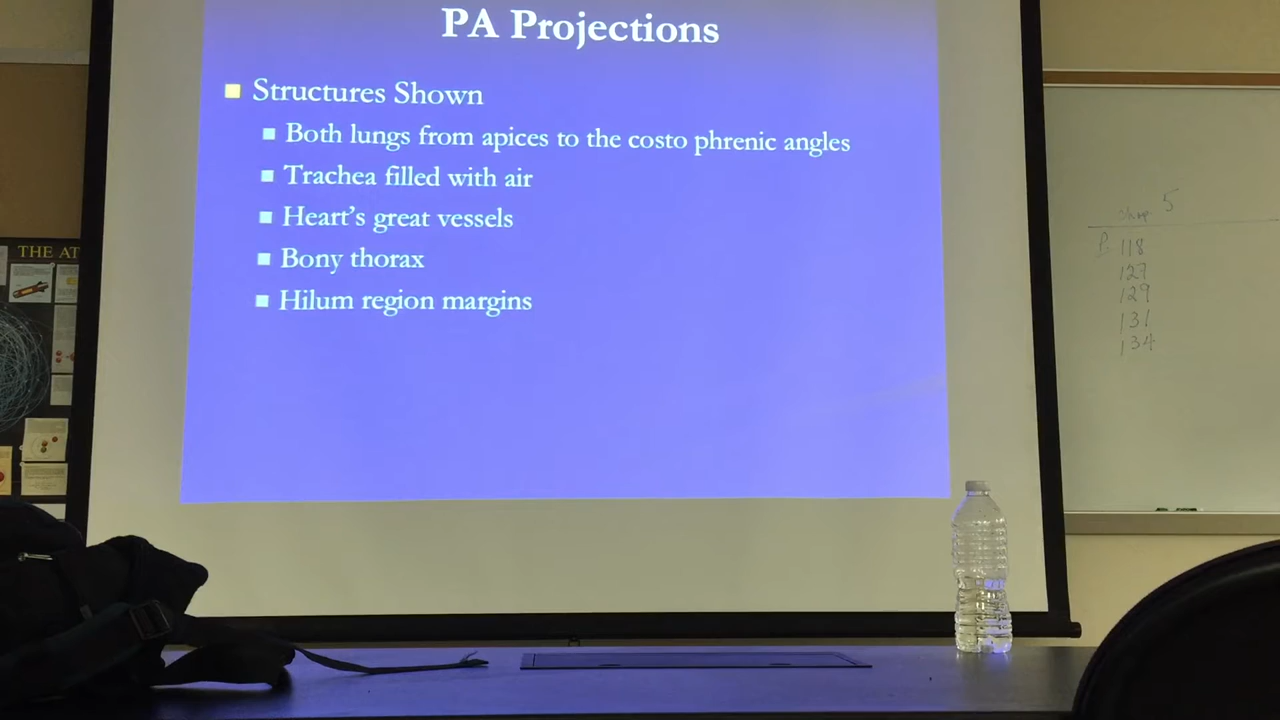 PA Projections
Structures Shown
Both lungs from apices to the costo phrenic angles
Trachea filled with air
Heart's great vessels
Bony thorax
Hilum region margins
THE AT
Chap 5
P 118
127
129
131
134